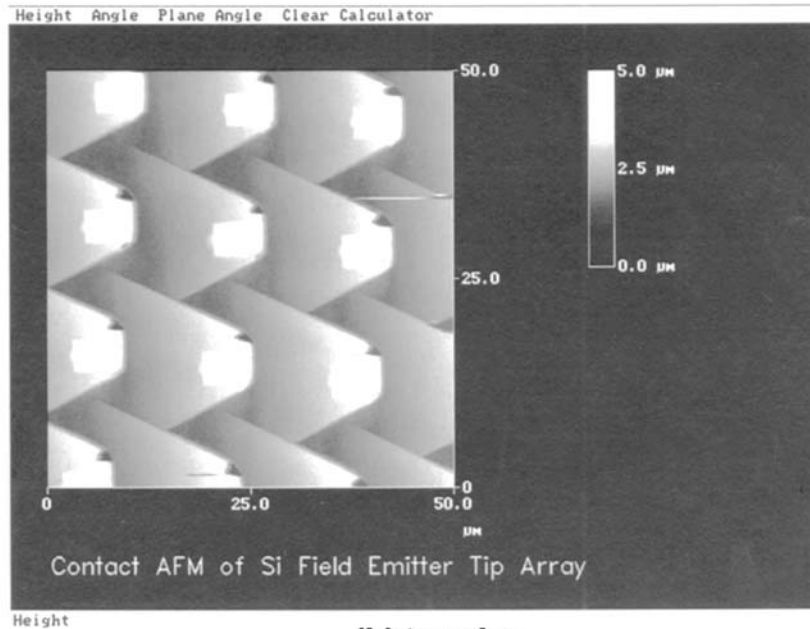 Height Angle Plane Angle Clear Calculator
50.0
5.0 µM
2.5 µM
25.0
0.0 µM
0
0 25.0 50.0
µM
Contact AFM of Si Field Emitter Tip Array
Height